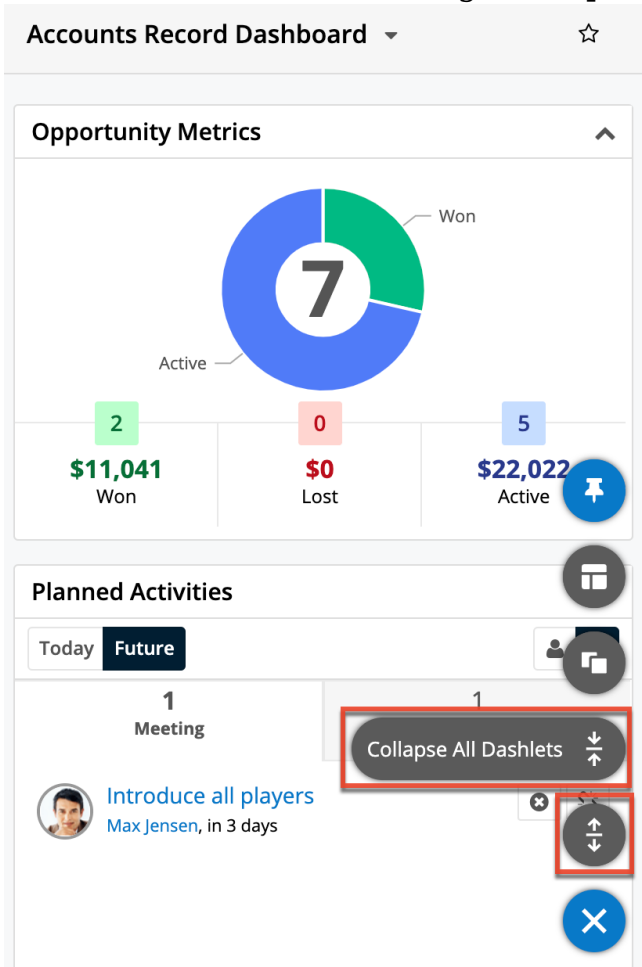 Accounts Record Dashboard
Opportunity Metrics
Won
7
Active
2
0
5
$11,041
$0
$22,022
Won
Lost
Active
Planned Activities
Today
Future
1
1
Meeting
Collapse All Dashlets
Introduce all players
Max Jensen, in 3 days